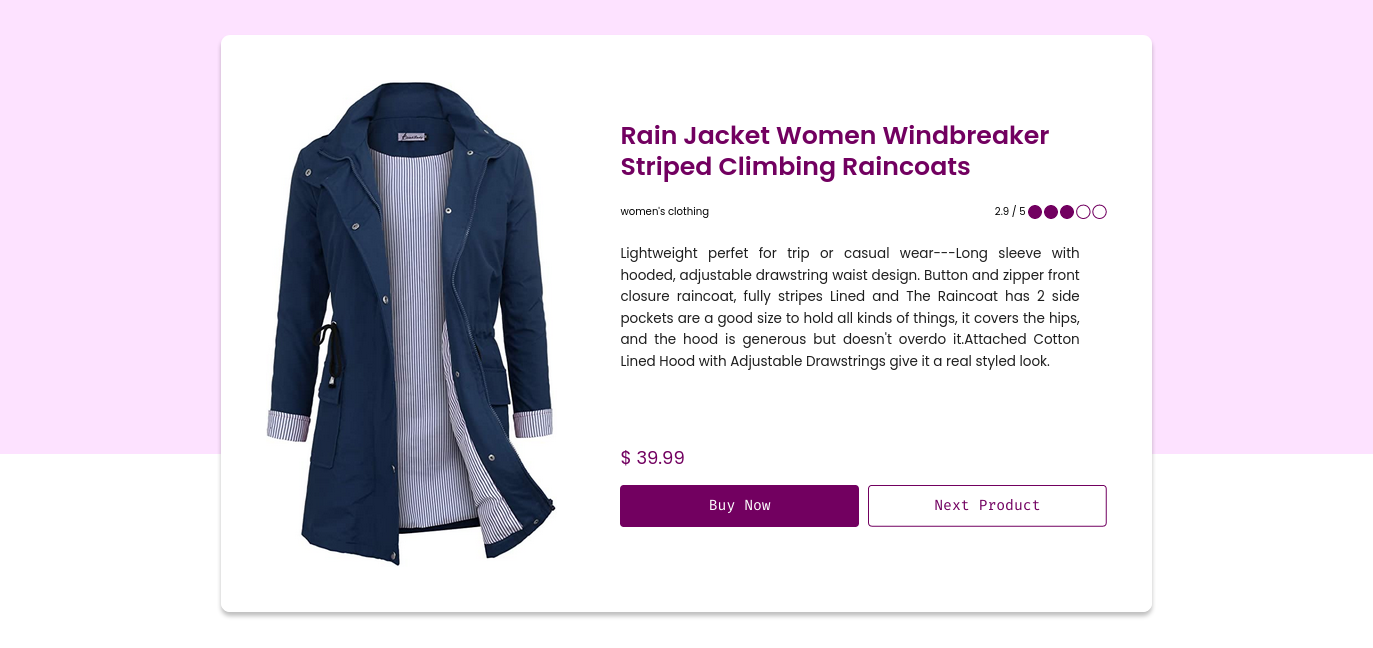 Rain Jacket Women Windbreaker
Striped Climbing Raincoats
women's clothing 2.9 / 5
Lightweight perfet for trip or casual wear---Long sleeve with
hooded, adjustable drawstring waist design. Button and zipper front
closure raincoat, fully stripes Lined and The Raincoat has 2 side
pockets are a good size to hold all kinds of things, it covers the hips,
and the hood is generous but doesn't overdo it.Attached Cotton
Lined Hood with Adjustable Drawstrings give it a real styled look.
$ 39.99
Buy Now Next Product